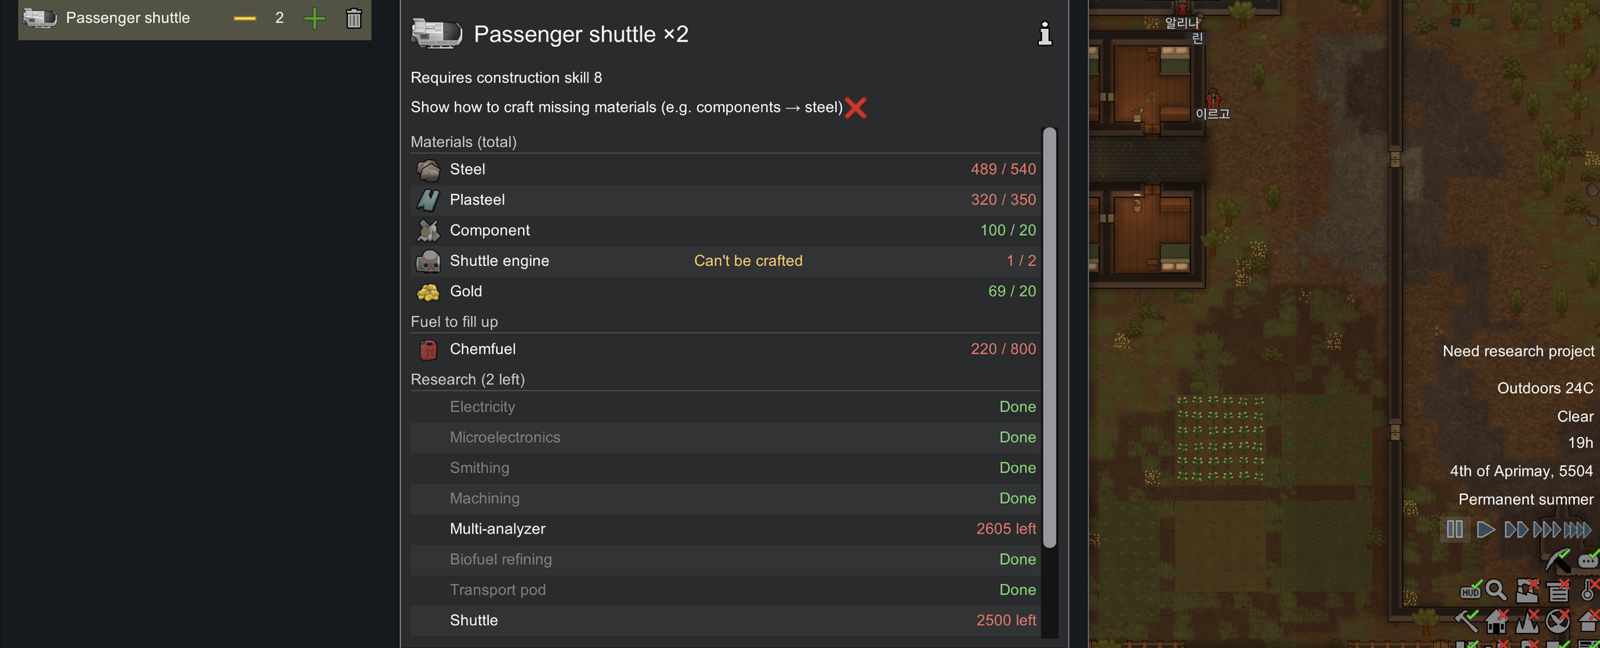 Passenger shuttle
2
Passenger shuttle ×2
Requires construction skill 8
Show how to craft missing materials (e.g. components → steel)
Materials (total)
Steel 489 / 540
Plasteel 320 / 350
Component 100 / 20
Shuttle engine Can't be crafted 1 / 2
Gold 69 / 20
Fuel to fill up
Chemfuel 220 / 800
Research (2 left)
Electricity Done
Microelectronics Done
Smithing Done
Machining Done
Multi-analyzer 2605 left
Biofuel refining Done
Transport pod Done
Shuttle 2500 left
알리나
린
이르고
Need research project
Outdoors 24C
Clear
19h
4th of Aprimay, 5504
Permanent summer
HUD